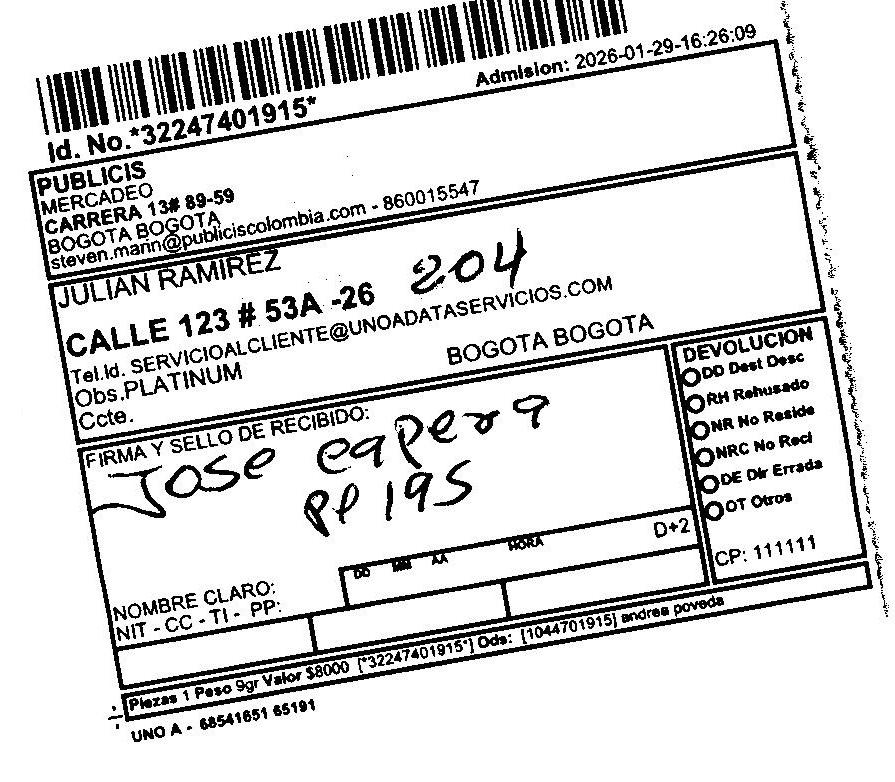 Admision: 2026-01-29-16:26:09
Id. No.*32247401915*
PUBLICIS
MERCADEO
CARRERA 13# 89-59
BOGOTA BOGOTA
steven.marin@publiciscolombia.com - 860015547
JULIAN RAMIREZ
CALLE 123 # 53A -26 204
Tel.Id. SERVICIOALCLIENTE@UNOADATASERVICIOS.COM
Obs.PLATINUM BOGOTA BOGOTA
Ccte.
DEVOLUCION
DD Dest Desc
RH Rehusado
NR No Reside
NRC No Recl
DE Dir Errada
OT Otros
CP: 111111
FIRMA Y SELLO DE RECIBIDO:
Jose capera
pl 195
DD MM AA HORA D+2
NOMBRE CLARO:
NIT - CC - TI - PP:
Piezas 1 Peso 9gr Valor $8000 [*32247401915*] Ods: [1044701915] andrea poveda
UNO A - 68541651 65191